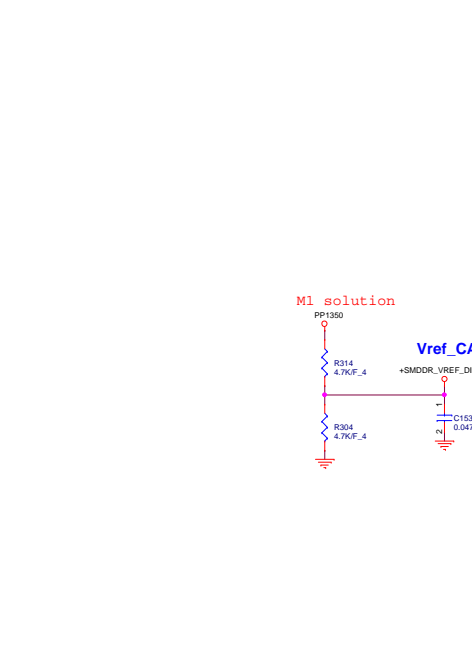 M1 solution
PP1350
Vref_CA
+SMDDR_VREF_DI
R314
4.7K/F_4
1
C153
0.047
2
R304
4.7K/F_4